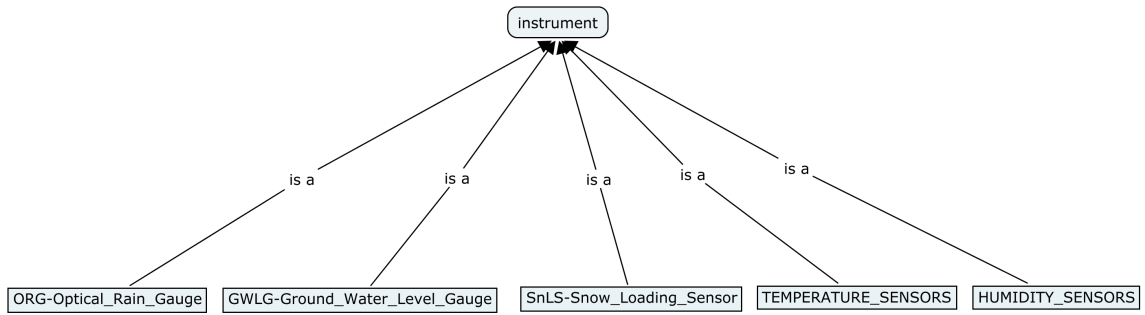 instrument
is a
is a
is a
is a
is a
ORG-Optical_Rain_Gauge
GWLG-Ground_Water_Level_Gauge
SnLS-Snow_Loading_Sensor
TEMPERATURE_SENSORS
HUMIDITY_SENSORS